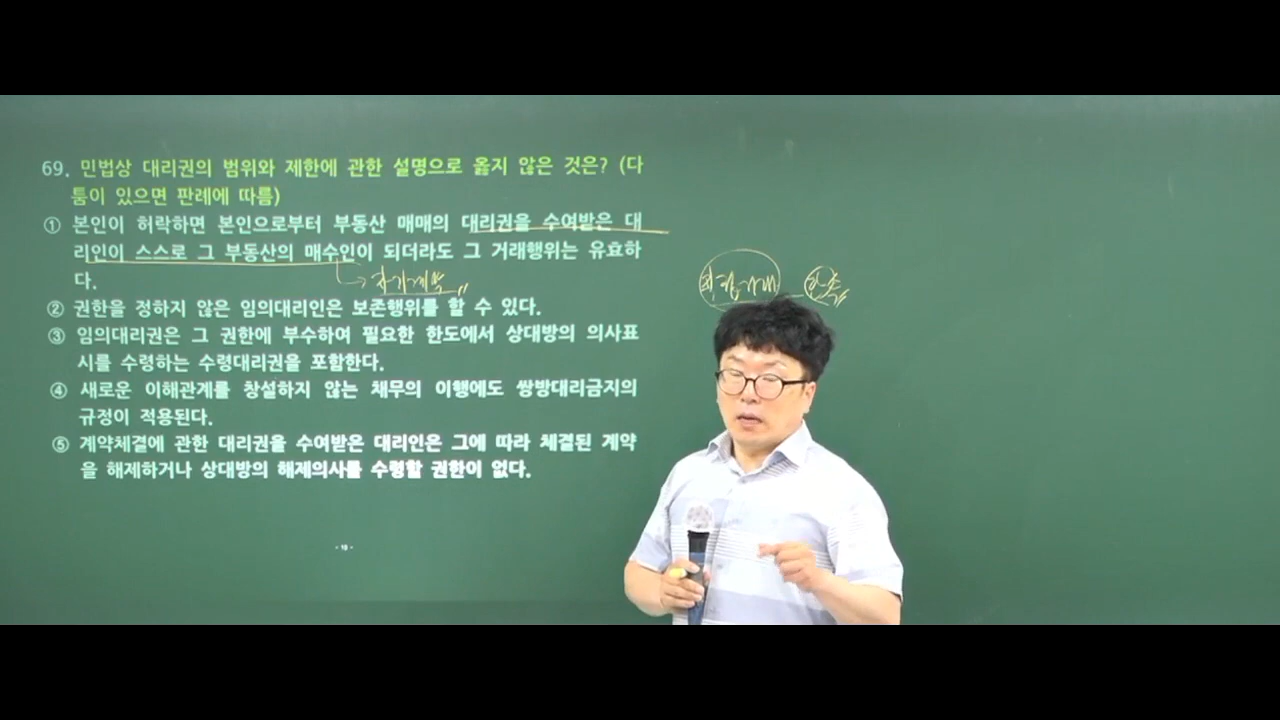 69. 민법상 대리권의 범위와 제한에 관한 설명으로 옳지 않은 것은? (다
툼이 있으면 판례에 따름)
① 본인이 허락하면 본인으로부터 부동산 매매의 대리권을 수여받은 대
리인이 스스로 그 부동산의 매수인이 되더라도 그 거래행위는 유효하
다.
자기계약
② 권한을 정하지 않은 임의대리인은 보존행위를 할 수 있다.
③ 임의대리권은 그 권한에 부수하여 필요한 한도에서 상대방의 의사표
시를 수령하는 수령대리권을 포함한다.
④ 새로운 이해관계를 창설하지 않는 채무의 이행에도 쌍방대리금지의
규정이 적용된다.
⑤ 계약체결에 관한 대리권을 수여받은 대리인은 그에 따라 체결된 계약
을 해제하거나 상대방의 해제의사를 수령할 권한이 없다.
- 19 -